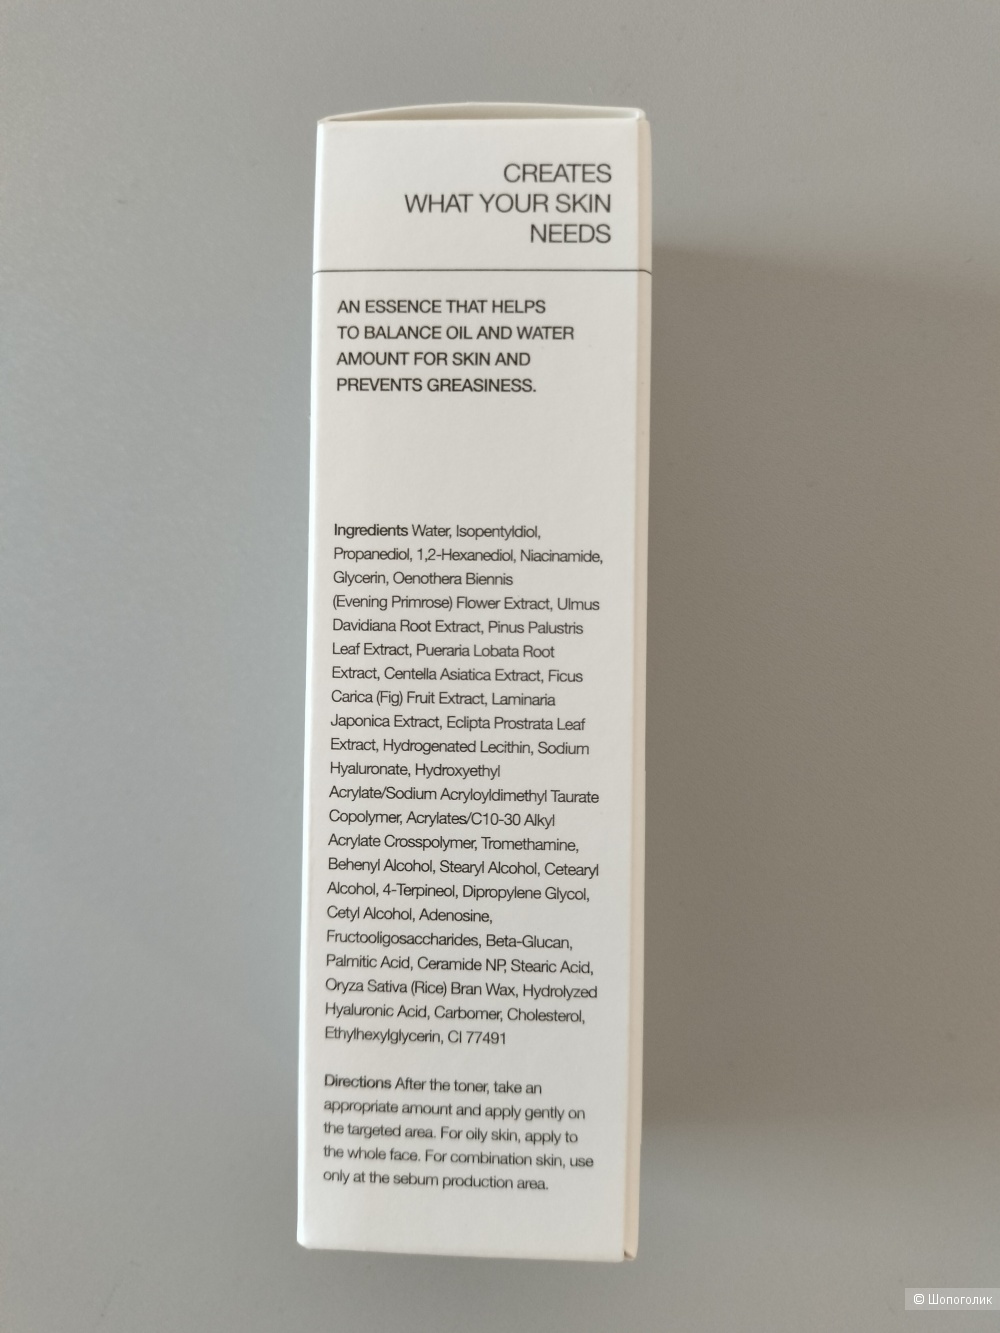 CREATES
WHAT YOUR SKIN
NEEDS
AN ESSENCE THAT HELPS
TO BALANCE OIL AND WATER
AMOUNT FOR SKIN AND
PREVENTS GREASINESS.
Ingredients Water, Isopentyldiol,
Propanediol, 1,2-Hexanediol, Niacinamide,
Glycerin, Oenothera Biennis
(Evening Primrose) Flower Extract, Ulmus
Davidiana Root Extract, Pinus Palustris
Leaf Extract, Pueraria Lobata Root
Extract, Centella Asiatica Extract, Ficus
Carica (Fig) Fruit Extract, Laminaria
Japonica Extract, Eclipta Prostrata Leaf
Extract, Hydrogenated Lecithin, Sodium
Hyaluronate, Hydroxyethyl
Acrylate/Sodium Acryloyldimethyl Taurate
Copolymer, Acrylates/C10-30 Alkyl
Acrylate Crosspolymer, Tromethamine,
Behenyl Alcohol, Stearyl Alcohol, Cetearyl
Alcohol, 4-Terpineol, Dipropylene Glycol,
Cetyl Alcohol, Adenosine,
Fructooligosaccharides, Beta-Glucan,
Palmitic Acid, Ceramide NP, Stearic Acid,
Oryza Sativa (Rice) Bran Wax, Hydrolyzed
Hyaluronic Acid, Carbomer, Cholesterol,
Ethylhexylglycerin, CI 77491
Directions After the toner, take an
appropriate amount and apply gently on
the targeted area. For oily skin, apply to
the whole face. For combination skin, use
only at the sebum production area.
© Шопоголик